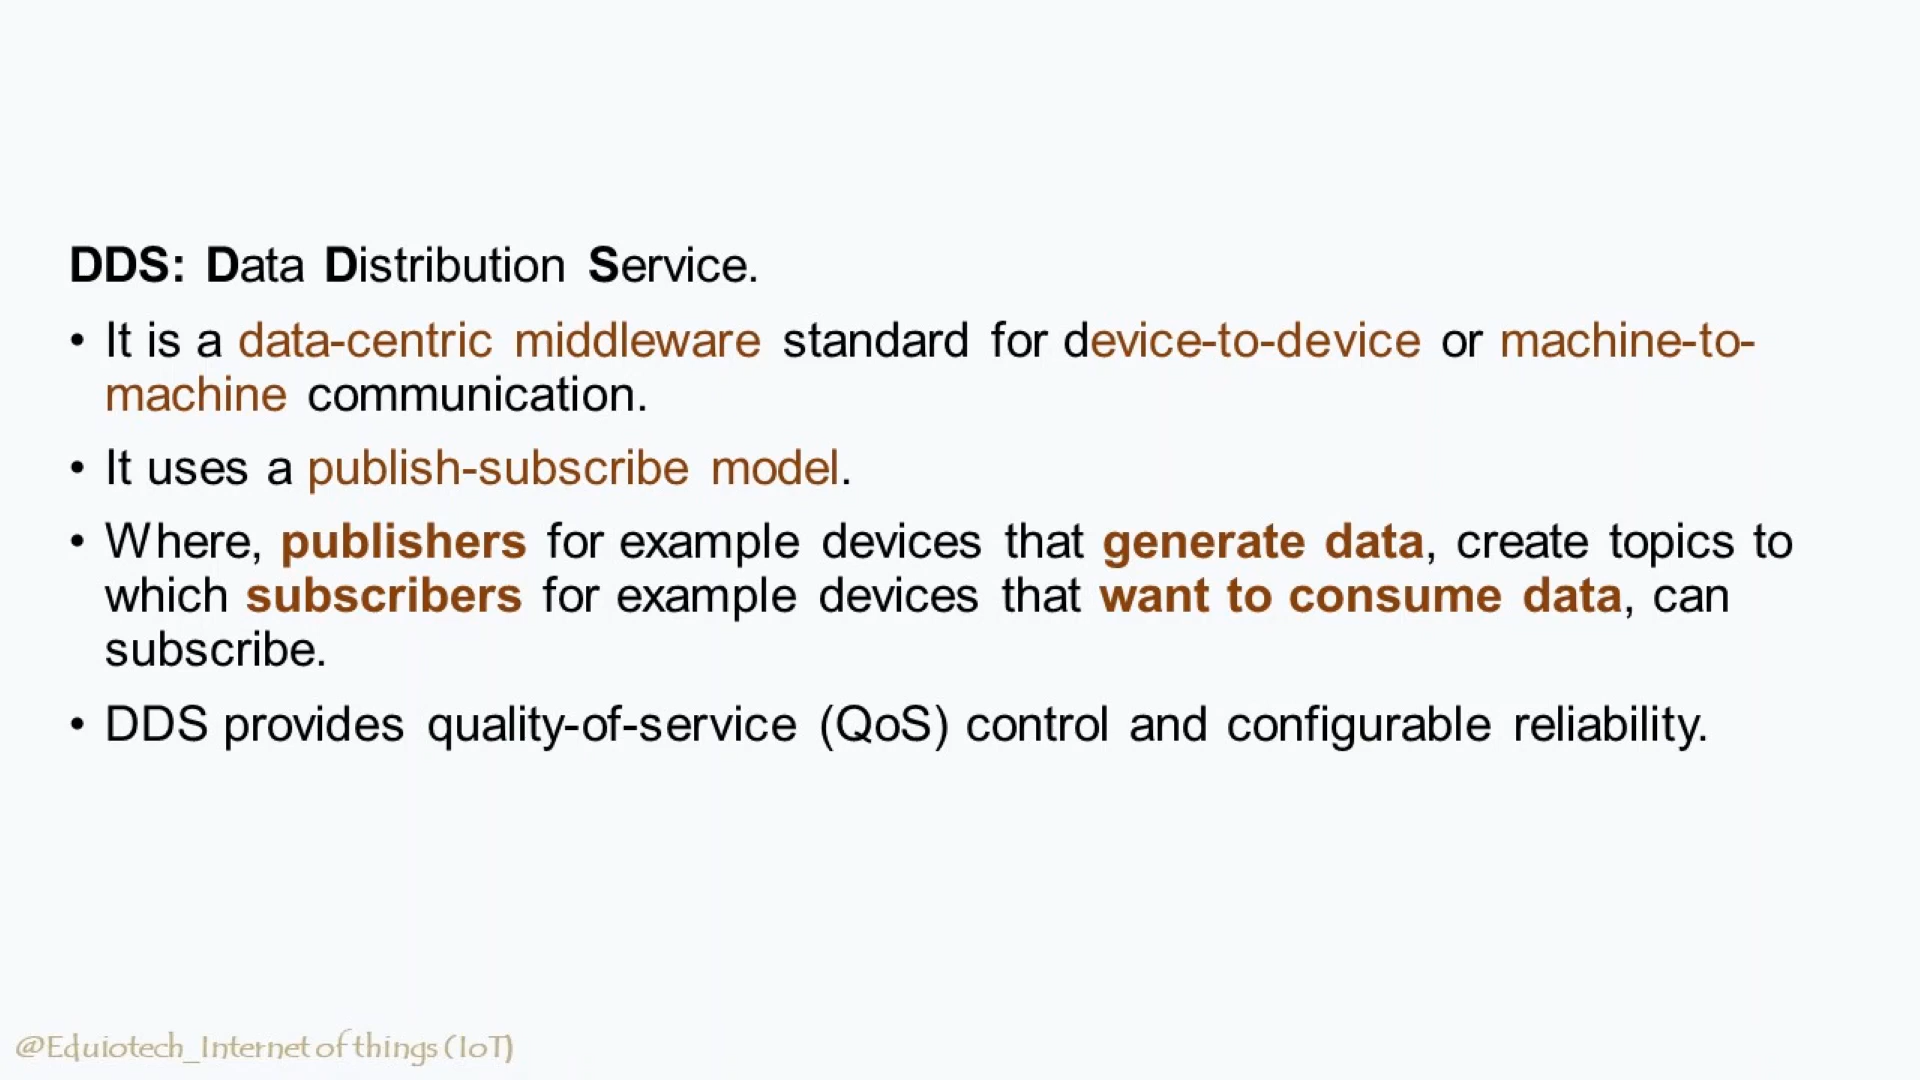 DDS: Data Distribution Service.
• It is a data-centric middleware standard for device-to-device or machine-to-
machine communication.
• It uses a publish-subscribe model.
• Where, publishers for example devices that generate data, create topics to
which subscribers for example devices that want to consume data, can
subscribe.
• DDS provides quality-of-service (QoS) control and configurable reliability.
@Eduiotech_Internet of things (IoT)